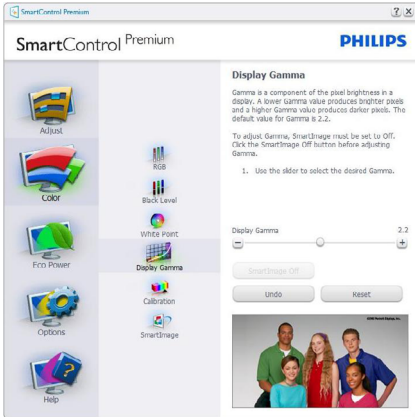 SmartControl Premium
SmartControl Premium
PHILIPS
Adjust
Color
Eco Power
Options
Help
RGB
Black Level
White Point
Display Gamma
Calibration
SmartImage
Display Gamma
Gamma is a component of the pixel brightness in a
display. A lower Gamma value produces brighter pixels
and a higher Gamma value produces darker pixels. The
default value for Gamma is 2.2.
To adjust Gamma, SmartImage must be set to Off.
Click the SmartImage Off button before adjusting
Gamma.
1. Use the slider to select the desired Gamma.
Display Gamma 2.2
SmartImage Off
Undo
Reset